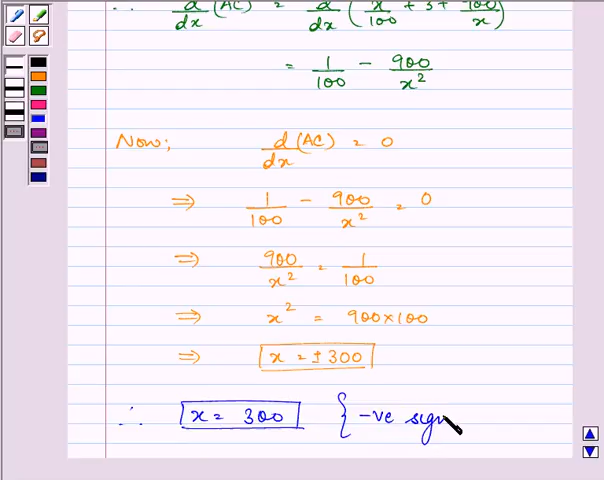 ∴ d/dx (AC) = d/dx (x/100 + 3 + 900/x)
= 1/100 - 900/x²
Now; d/dx (AC) = 0
⇒ 1/100 - 900/x² = 0
⇒ 900/x² = 1/100
⇒ x² = 900×100
⇒ x = ±300
∴ x = 300 { -ve sign